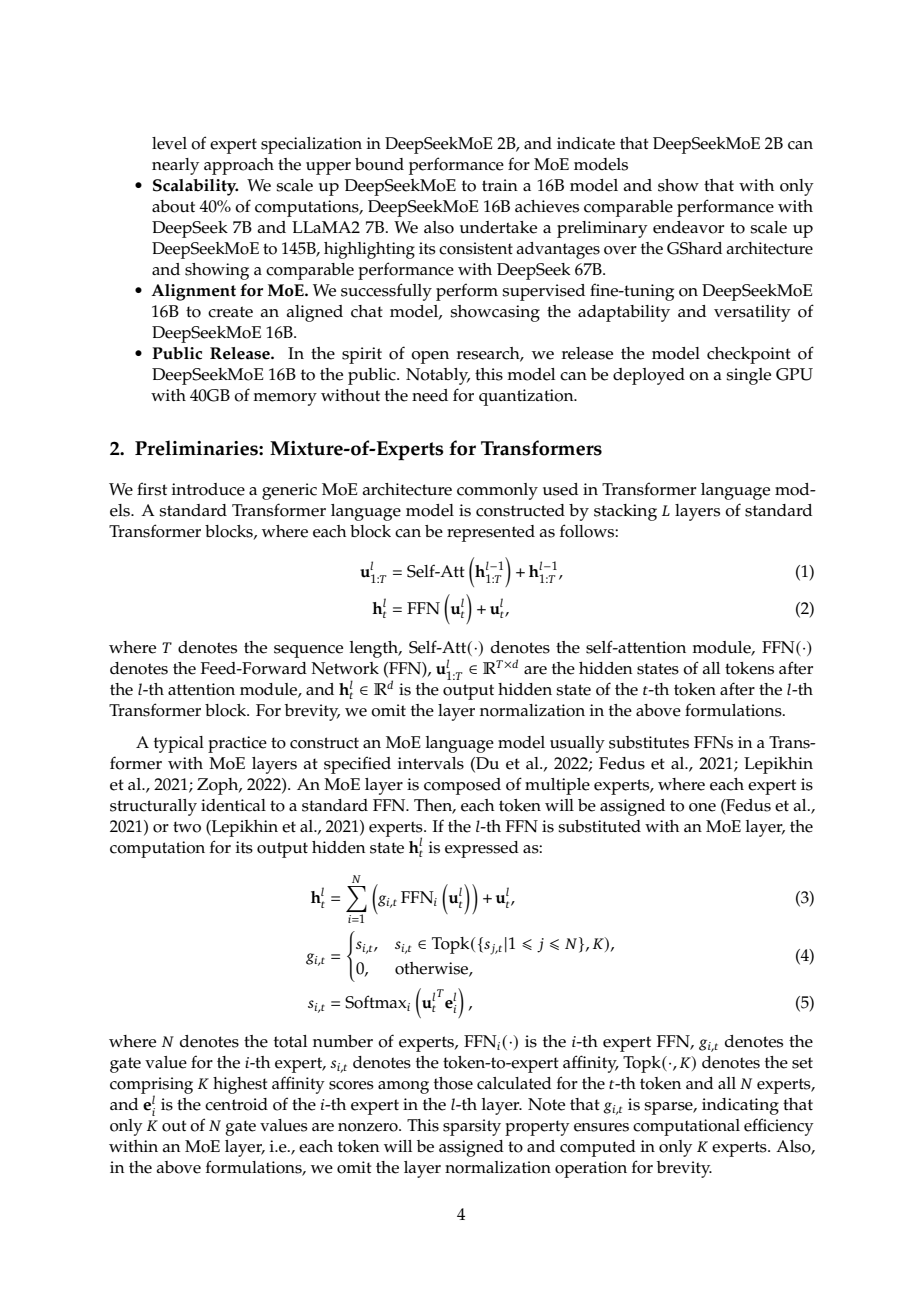 level of expert specialization in DeepSeekMoE 2B, and indicate that DeepSeekMoE 2B can
nearly approach the upper bound performance for MoE models
• Scalability. We scale up DeepSeekMoE to train a 16B model and show that with only
about 40% of computations, DeepSeekMoE 16B achieves comparable performance with
DeepSeek 7B and LLaMA2 7B. We also undertake a preliminary endeavor to scale up
DeepSeekMoE to 145B, highlighting its consistent advantages over the GShard architecture
and showing a comparable performance with DeepSeek 67B.
• Alignment for MoE. We successfully perform supervised fine-tuning on DeepSeekMoE
16B to create an aligned chat model, showcasing the adaptability and versatility of
DeepSeekMoE 16B.
• Public Release. In the spirit of open research, we release the model checkpoint of
DeepSeekMoE 16B to the public. Notably, this model can be deployed on a single GPU
with 40GB of memory without the need for quantization.
2. Preliminaries: Mixture-of-Experts for Transformers
We first introduce a generic MoE architecture commonly used in Transformer language mod-
els. A standard Transformer language model is constructed by stacking L layers of standard
Transformer blocks, where each block can be represented as follows:
u^l_{1:T} = Self-Att (h^{l−1}_{1:T}) + h^{l−1}_{1:T}, (1)
h^l_t = FFN (u^l_t) + u^l_t, (2)
where T denotes the sequence length, Self-Att(·) denotes the self-attention module, FFN(·)
denotes the Feed-Forward Network (FFN), u^l_{1:T} ∈ ℝ^{T×d} are the hidden states of all tokens after
the l-th attention module, and h^l_t ∈ ℝ^d is the output hidden state of the t-th token after the l-th
Transformer block. For brevity, we omit the layer normalization in the above formulations.
A typical practice to construct an MoE language model usually substitutes FFNs in a Trans-
former with MoE layers at specified intervals (Du et al., 2022; Fedus et al., 2021; Lepikhin
et al., 2021; Zoph, 2022). An MoE layer is composed of multiple experts, where each expert is
structurally identical to a standard FFN. Then, each token will be assigned to one (Fedus et al.,
2021) or two (Lepikhin et al., 2021) experts. If the l-th FFN is substituted with an MoE layer, the
computation for its output hidden state h^l_t is expressed as:
h^l_t = ∑_{i=1}^{N} (g_{i,t} FFN_i (u^l_t)) + u^l_t, (3)
g_{i,t} = { s_{i,t}, s_{i,t} ∈ Topk({s_{j,t}|1 ⩽ j ⩽ N}, K),
0, otherwise, (4)
s_{i,t} = Softmax_i (u^l_t^T e^l_i), (5)
where N denotes the total number of experts, FFN_i(·) is the i-th expert FFN, g_{i,t} denotes the
gate value for the i-th expert, s_{i,t} denotes the token-to-expert affinity, Topk(·, K) denotes the set
comprising K highest affinity scores among those calculated for the t-th token and all N experts,
and e^l_i is the centroid of the i-th expert in the l-th layer. Note that g_{i,t} is sparse, indicating that
only K out of N gate values are nonzero. This sparsity property ensures computational efficiency
within an MoE layer, i.e., each token will be assigned to and computed in only K experts. Also,
in the above formulations, we omit the layer normalization operation for brevity.
4